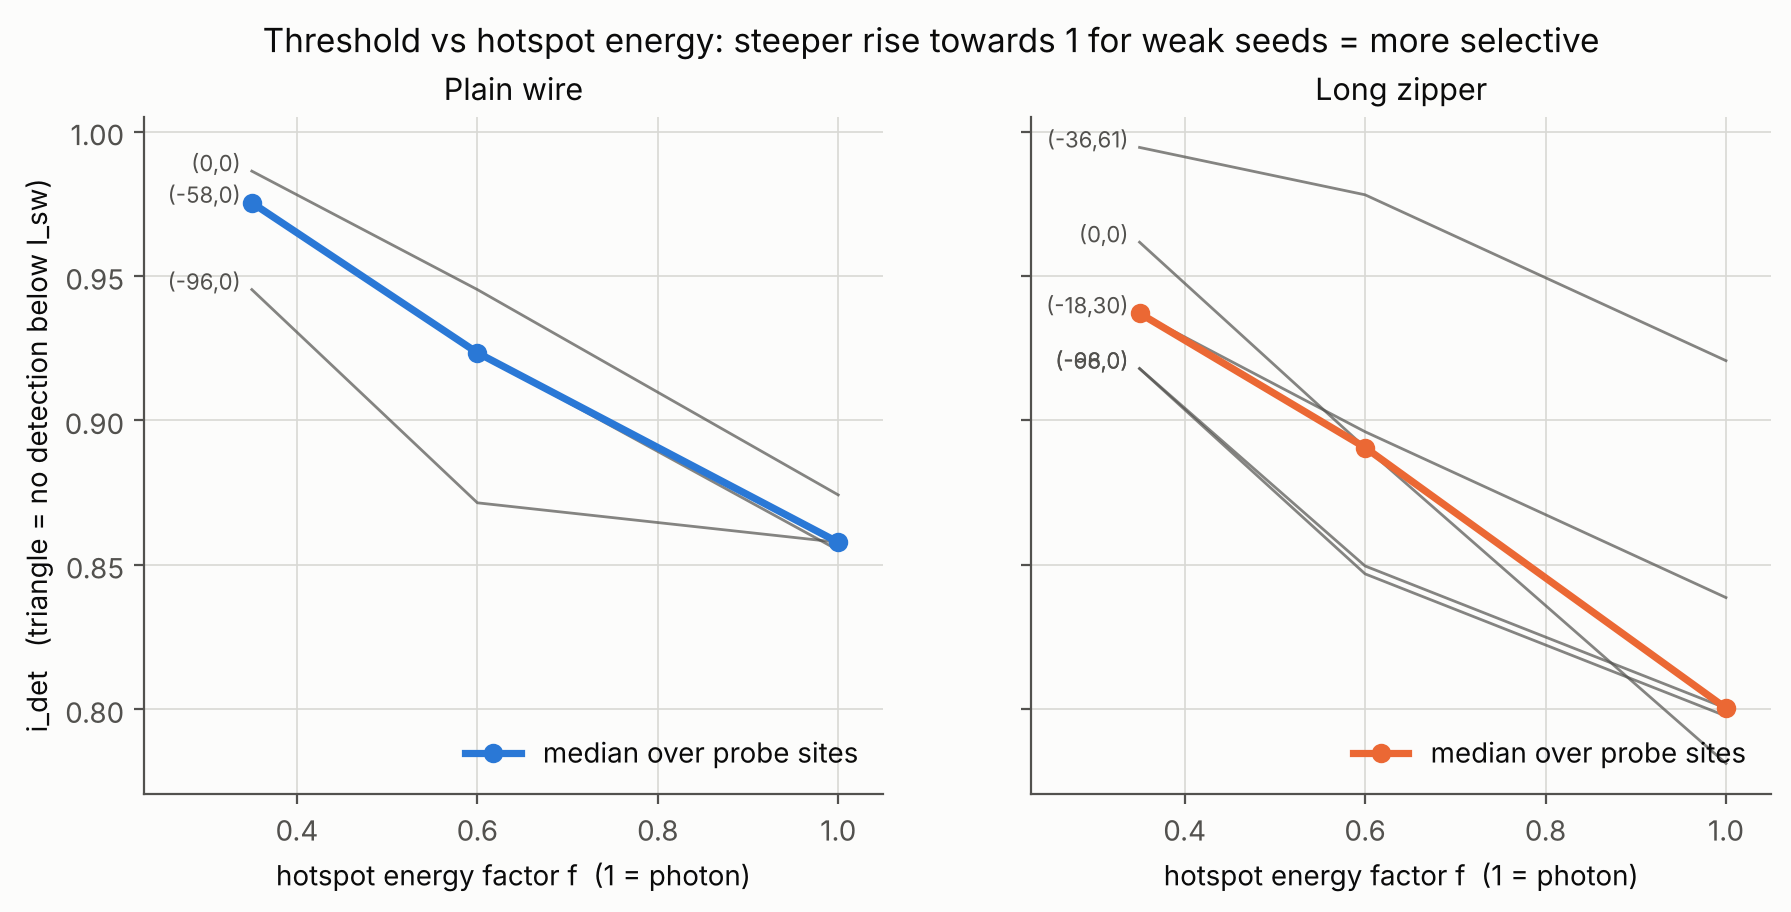 Threshold vs hotspot energy: steeper rise towards 1 for weak seeds = more selective
Plain wire
i_det (triangle = no detection below I_sw)
1.00
0.95
0.90
0.85
0.80
(0,0)
(−58,0)
(−96,0)
median over probe sites
0.4 0.6 0.8 1.0
hotspot energy factor f (1 = photon)
Long zipper
(−36,61)
(0,0)
(−18,30)
median over probe sites
0.4 0.6 0.8 1.0
hotspot energy factor f (1 = photon)